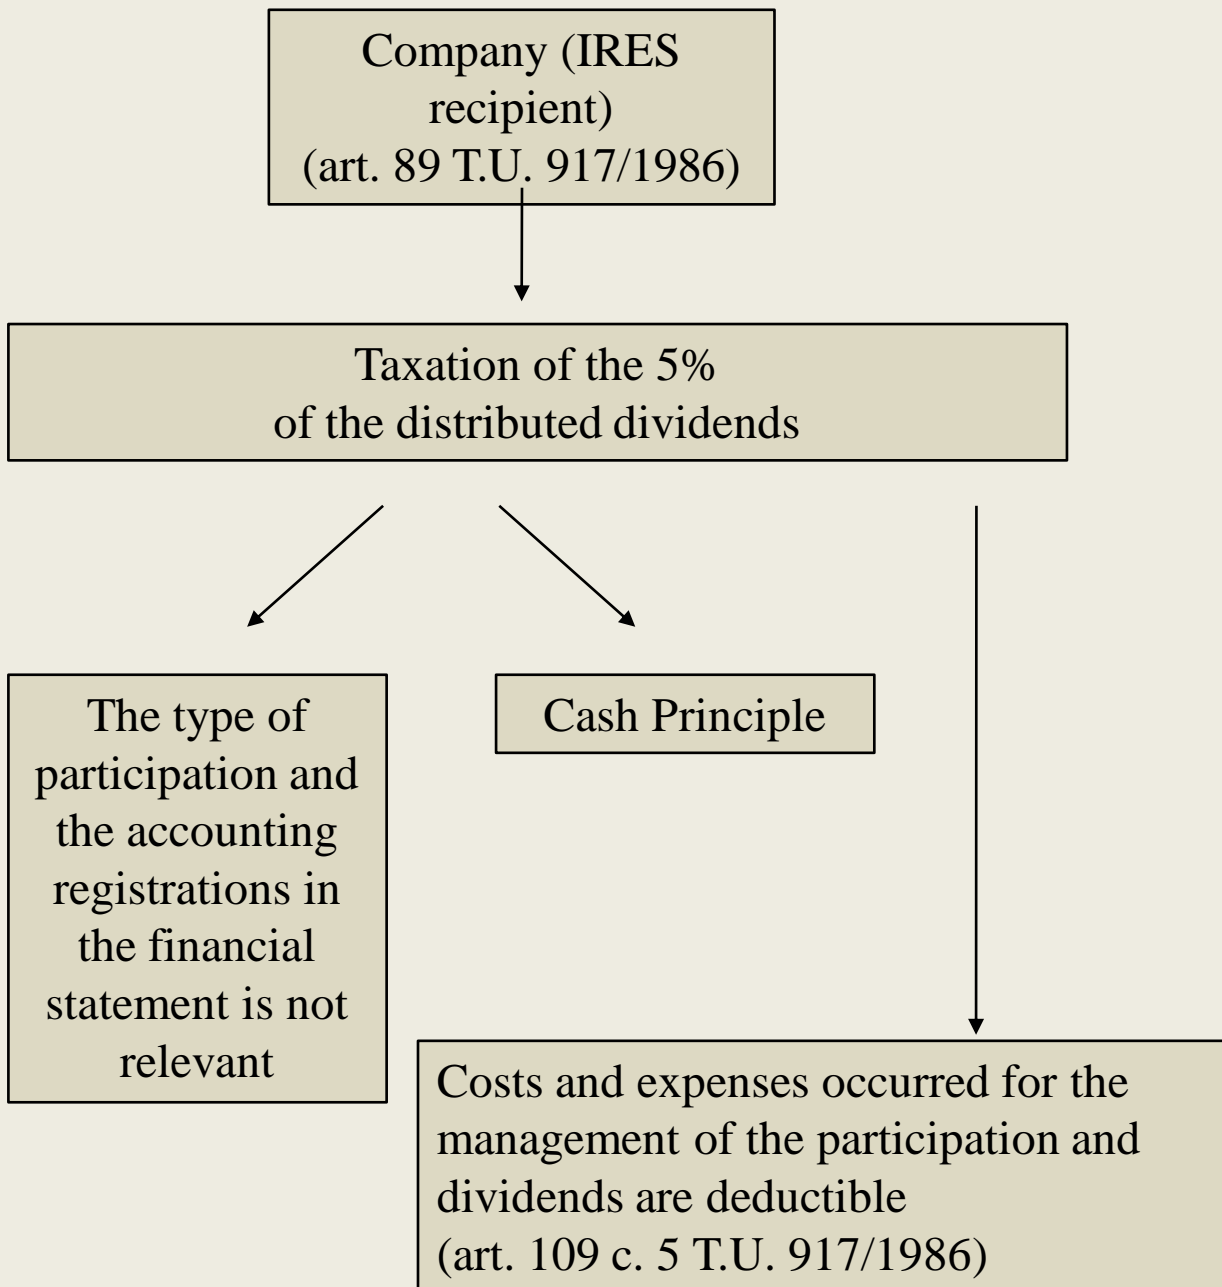 Company (IRES
recipient)
(art. 89 T.U. 917/1986)
Taxation of the 5%
of the distributed dividends
The type of
participation and
the accounting
registrations in
the financial
statement is not
relevant
Cash Principle
Costs and expenses occurred for the
management of the participation and
dividends are deductible
(art. 109 c. 5 T.U. 917/1986)